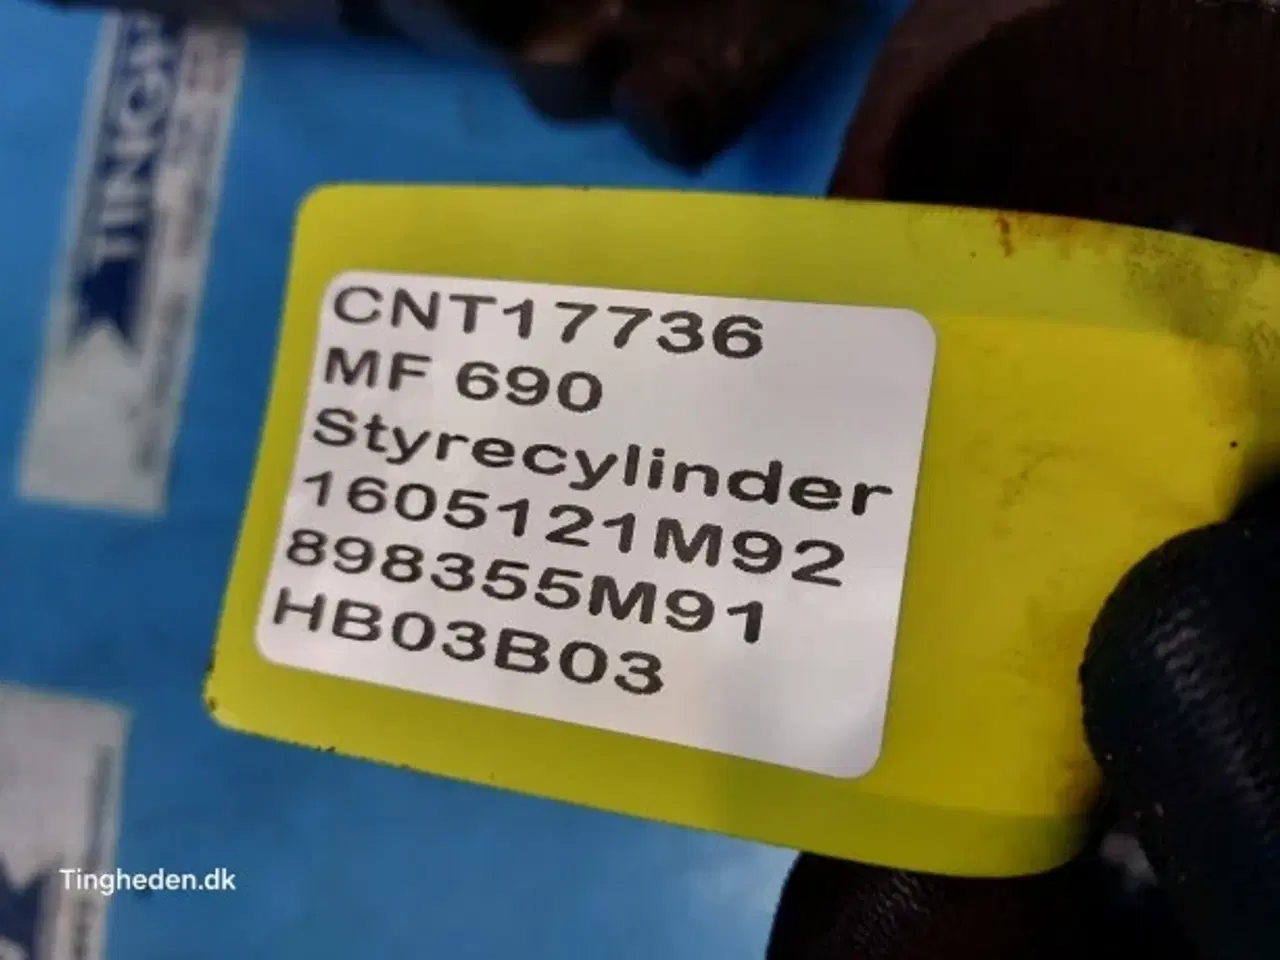 CNT17736
MF 690
Styrecylinder
1605121M92
898355M91
HB03B03
Tingheden.dk